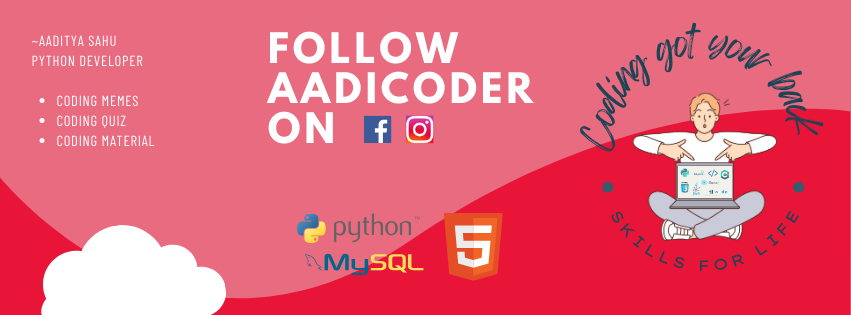 ~AADITYA SAHU
PYTHON DEVELOPER
• CODING MEMES
• CODING QUIZ
• CODING MATERIAL
FOLLOW
AADICODER
ON
python™
MySQL
5
Coding got your back
SKILLS FOR LIFE